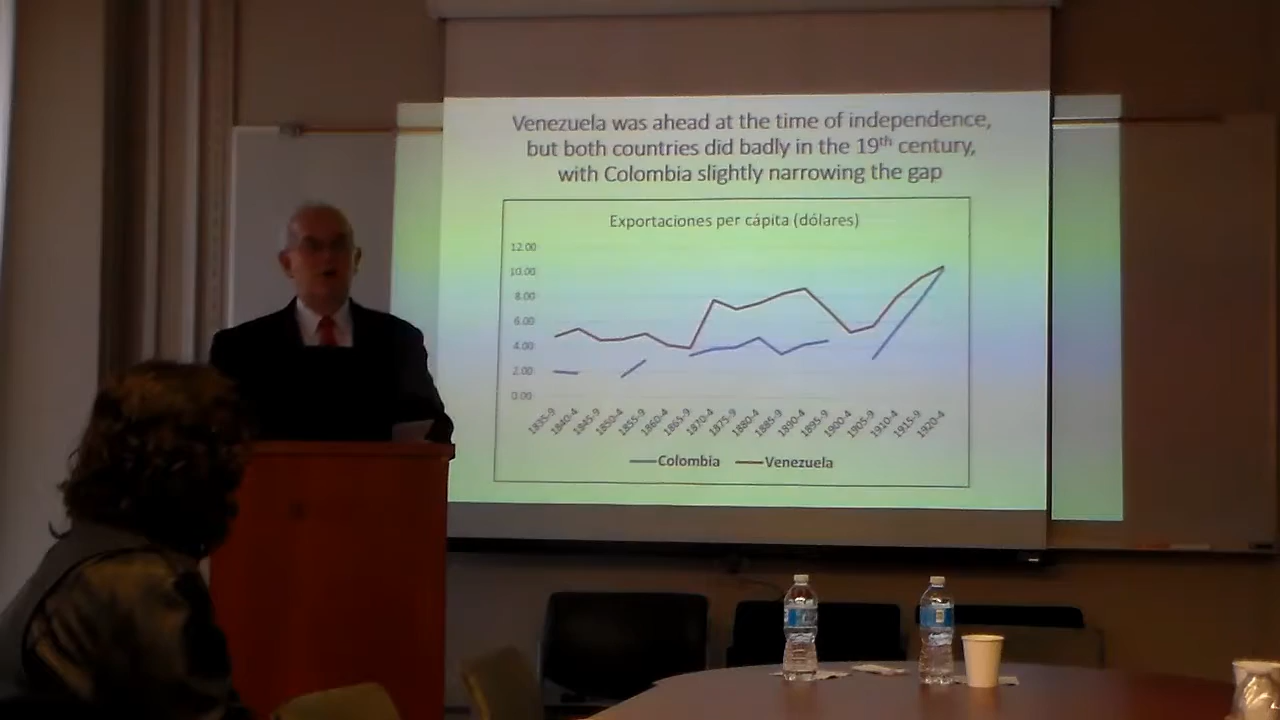 Venezuela was ahead at the time of independence,
but both countries did badly in the 19th century,
with Colombia slightly narrowing the gap
Exportaciones per cápita (dólares)
12.00
10.00
8.00
6.00
4.00
2.00
0.00
1835-9 1840-4 1845-9 1850-4 1855-9 1860-4 1865-9 1870-4 1875-9 1880-4 1885-9 1890-4 1895-9 1900-4 1905-9 1910-4 1915-9 1920-4
Colombia Venezuela